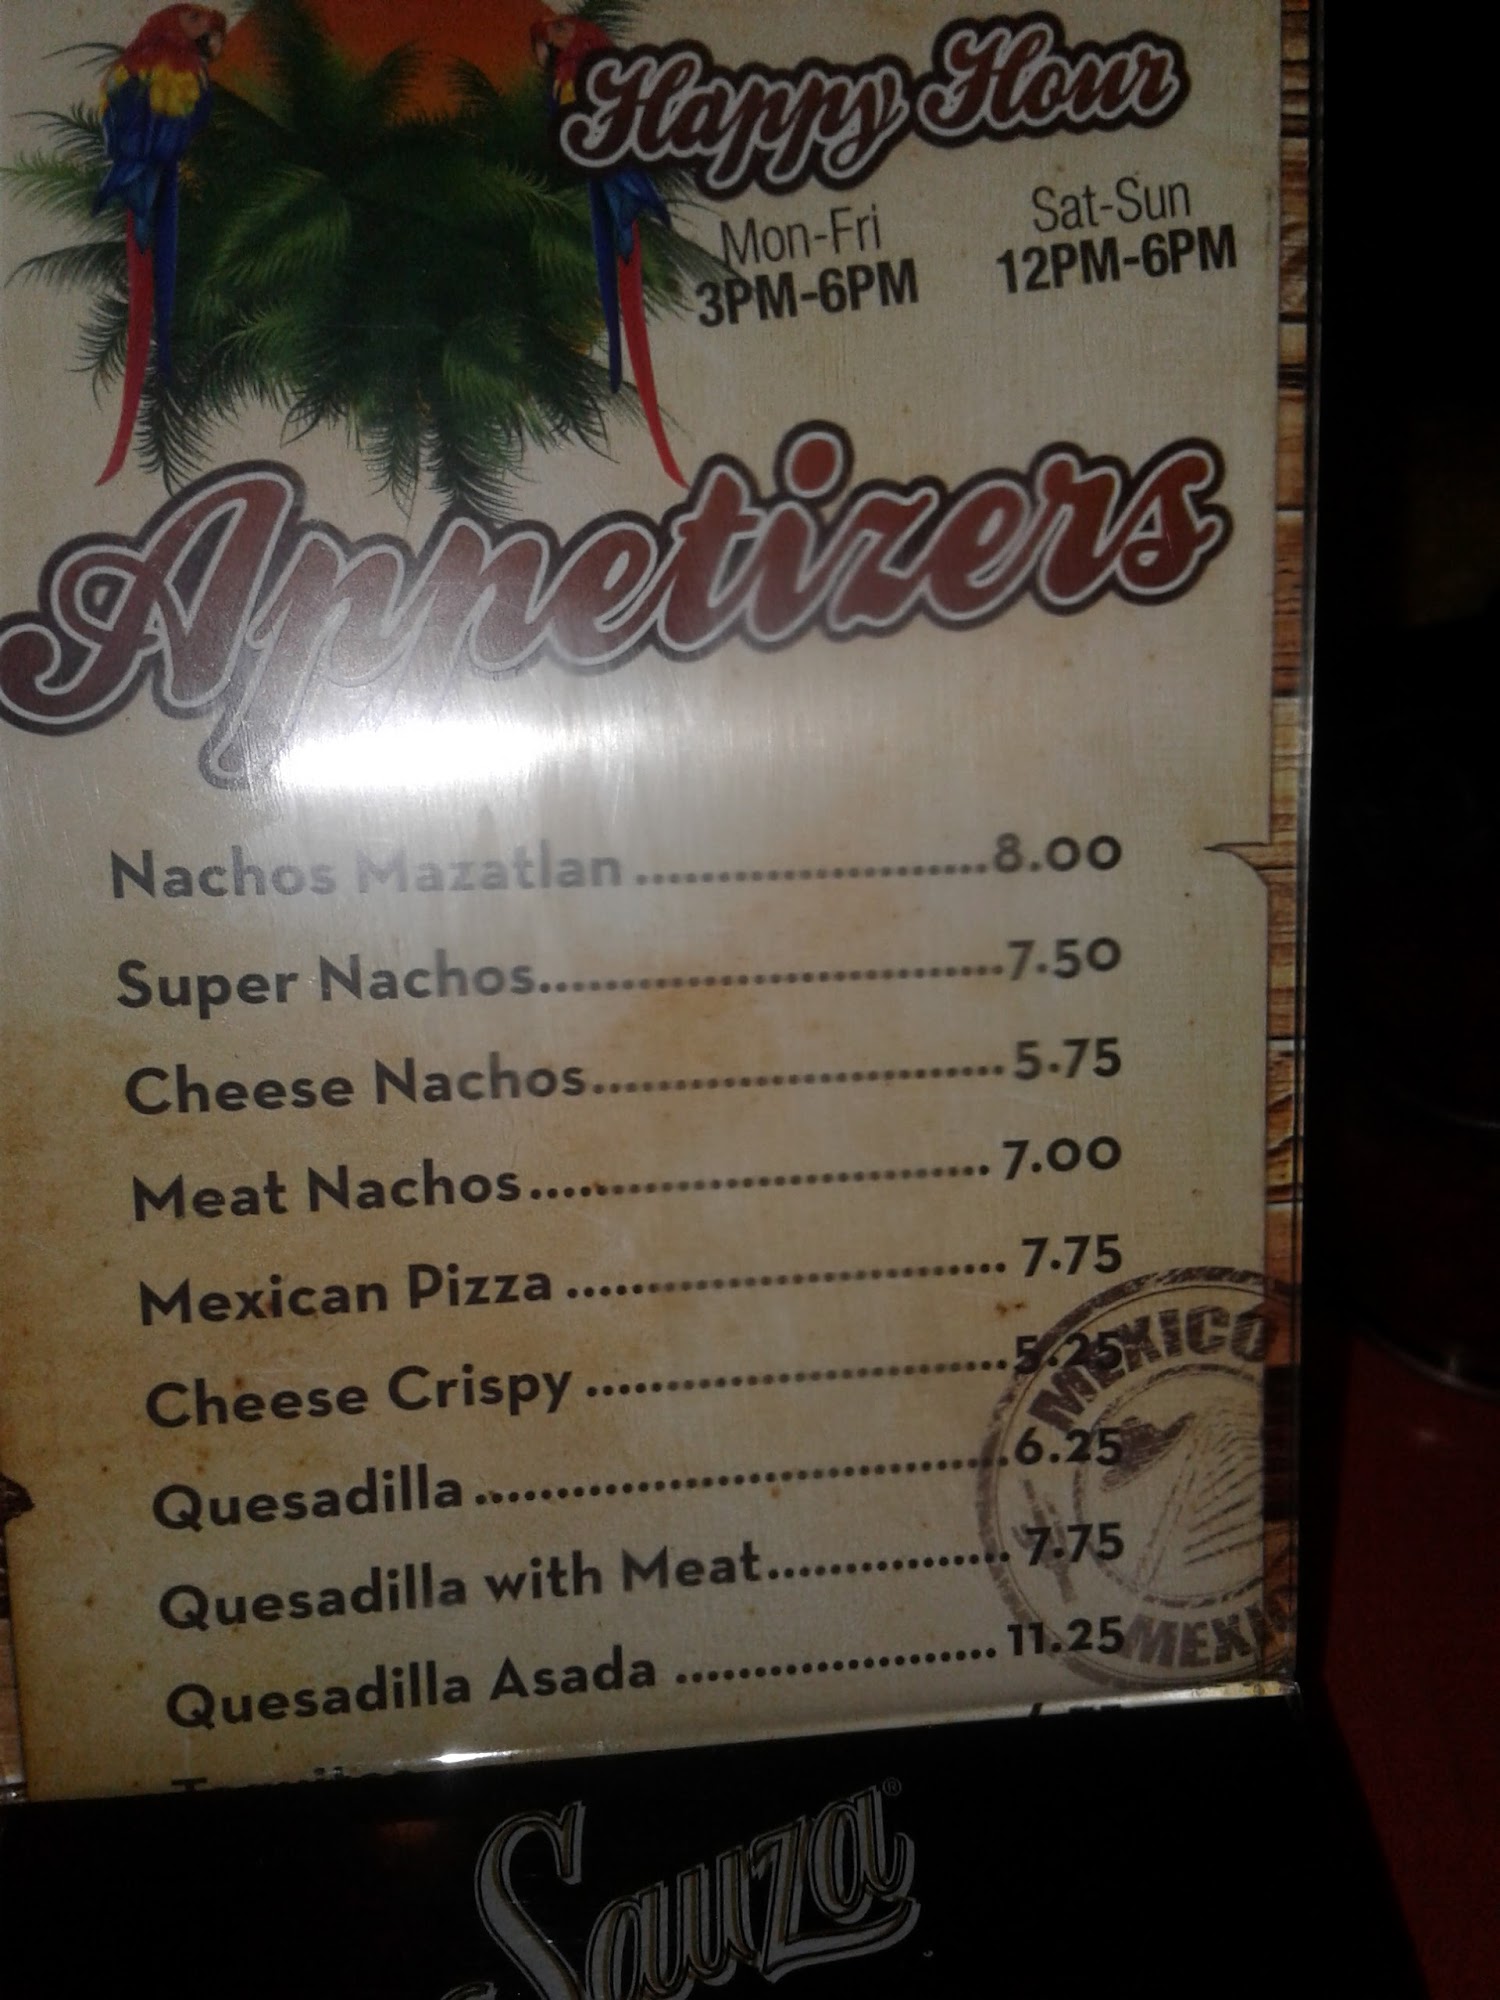 Happy Hour
Mon-Fri Sat-Sun
3PM-6PM 12PM-6PM
Appetizers
Nachos Mazatlan.....................8.00
Super Nachos............................7.50
Cheese Nachos.........................5.75
Meat Nachos............................ 7.00
Mexican Pizza ........................... 7.75
Cheese Crispy ..........................5.25
Quesadilla.................................6.25
Quesadilla with Meat............... 7.75
Quesadilla Asada .................... 11.25
MEXICO
Sauza®